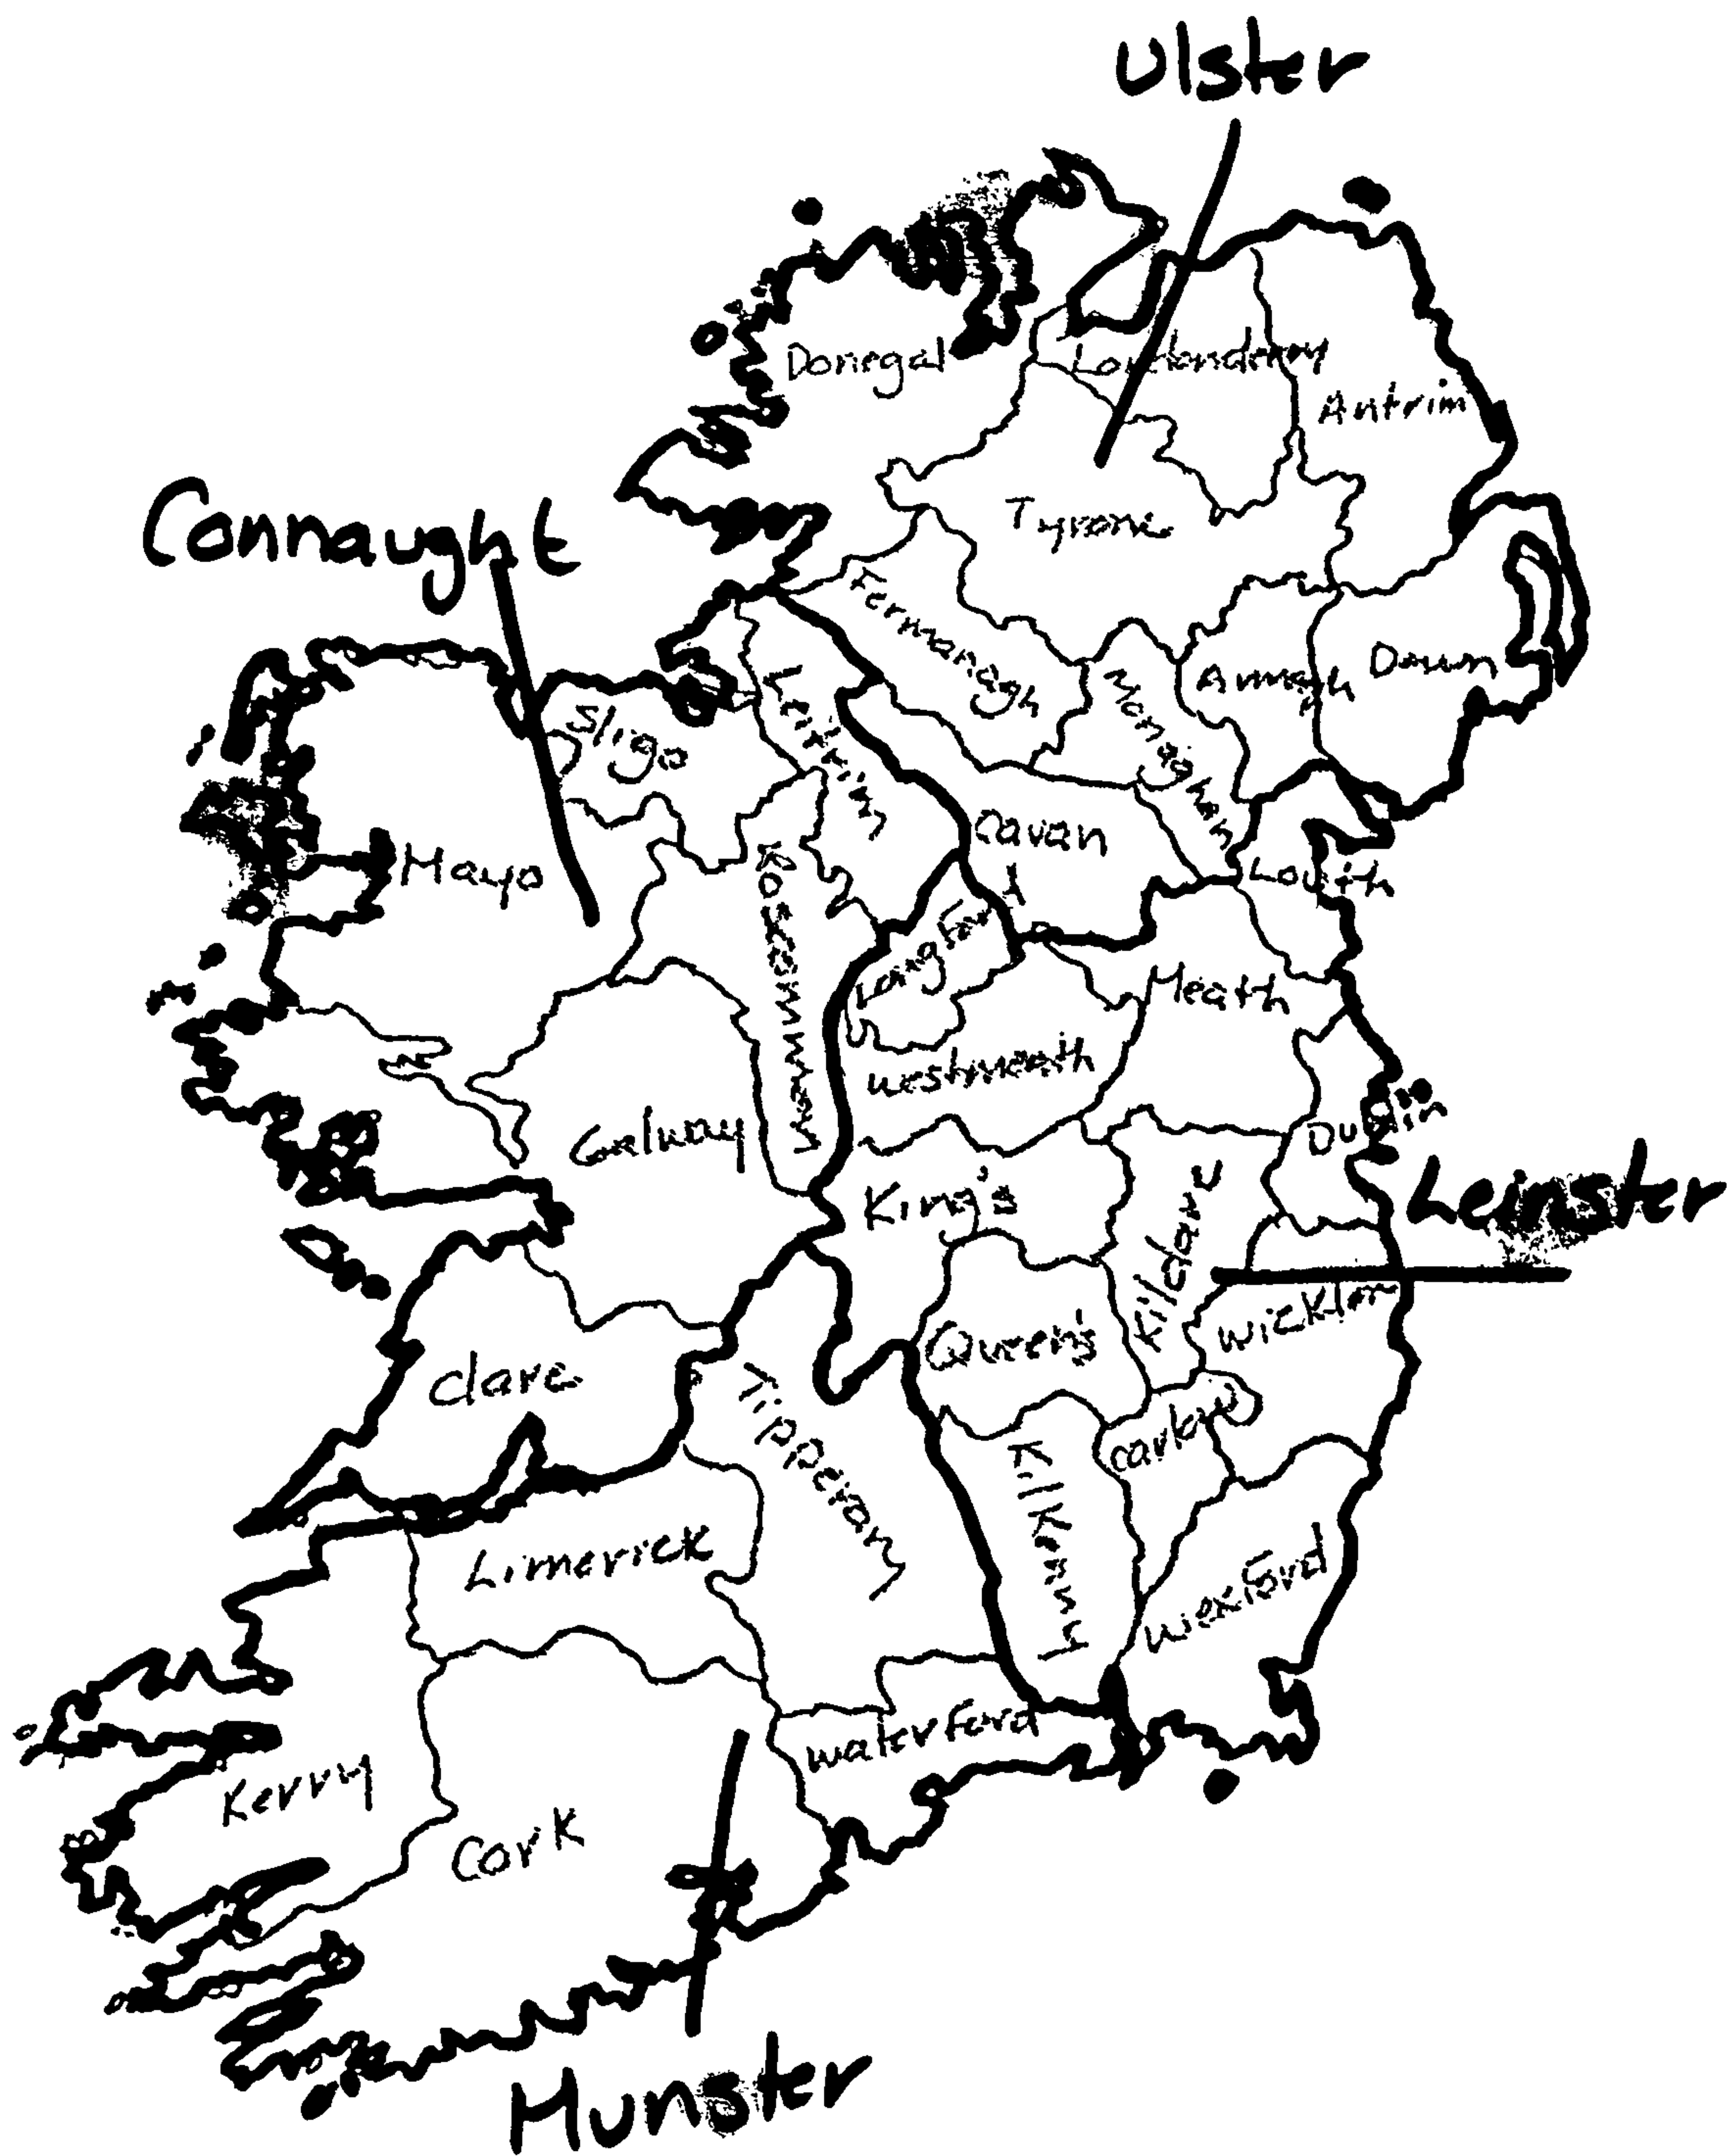 Ulster
Donegal
Londonderry
Antrim
Connaught
Tyrone
Fermanagh
Leitrim
Monaghan
Armagh
Down
Sligo
Cavan
Mayo
Roscommon
Louth
Longford
Meath
Westmeath
Galway
Dublin
King's
Kildare
Leinster
Queen's
Wicklow
Clare
Tipperary
Carlow
Kilkenny
Limerick
Wexford
Waterford
Kerry
Cork
Munster